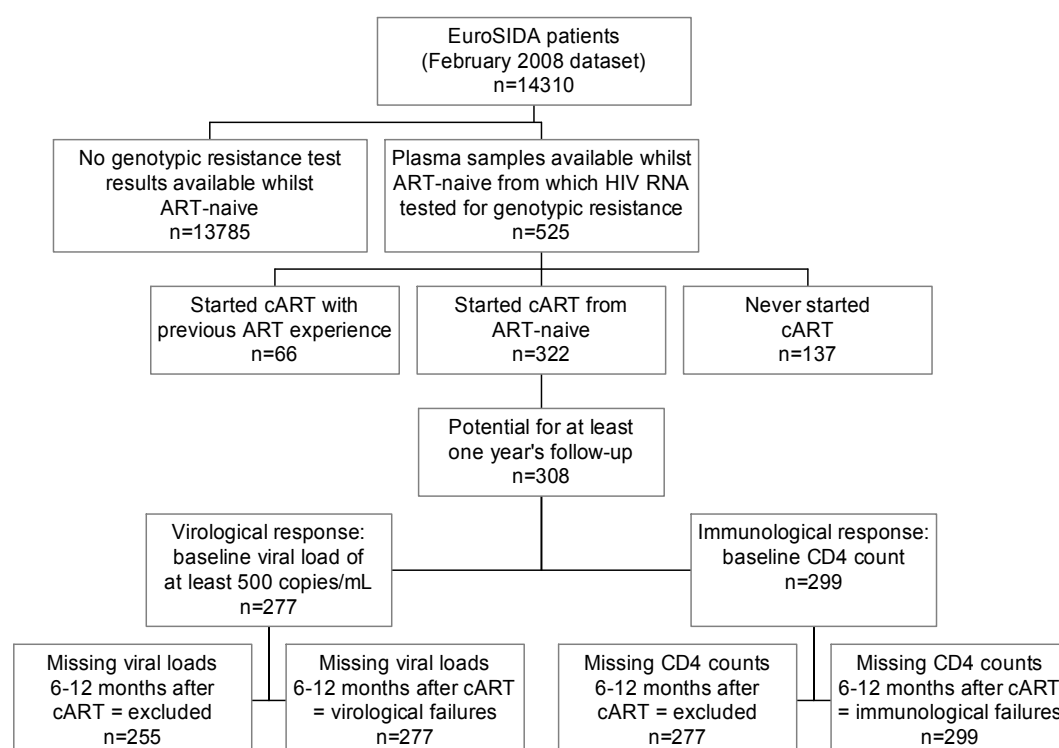 EuroSIDA patients
(February 2008 dataset)
n=14310
No genotypic resistance test
results available whilst
ART-naive
n=13785
Plasma samples available whilst
ART-naive from which HIV RNA
tested for genotypic resistance
n=525
Started cART with
previous ART experience
n=66
Started cART from
ART-naive
n=322
Never started
cART
n=137
Potential for at least
one year's follow-up
n=308
Virological response:
baseline viral load of
at least 500 copies/mL
n=277
Immunological response:
baseline CD4 count
n=299
Missing viral loads
6-12 months after
cART = excluded
n=255
Missing viral loads
6-12 months after cART
= virological failures
n=277
Missing CD4 counts
6-12 months after
cART = excluded
n=277
Missing CD4 counts
6-12 months after cART
= immunological failures
n=299